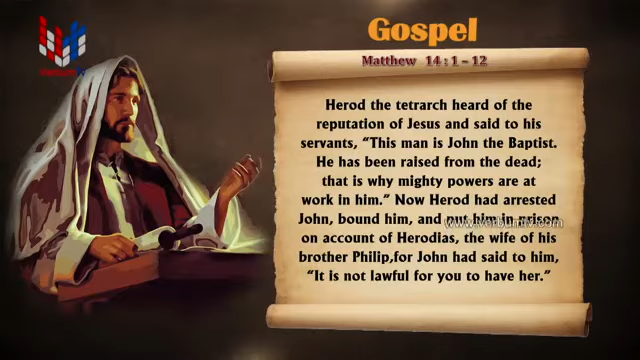 Gospel
Matthew 14 : 1 – 12
Herod the tetrarch heard of the
reputation of Jesus and said to his
servants, “This man is John the Baptist.
He has been raised from the dead;
that is why mighty powers are at
work in him.” Now Herod had arrested
John, bound him, and put him in prison
on account of Herodias, the wife of his
brother Philip,for John had said to him,
“It is not lawful for you to have her.”